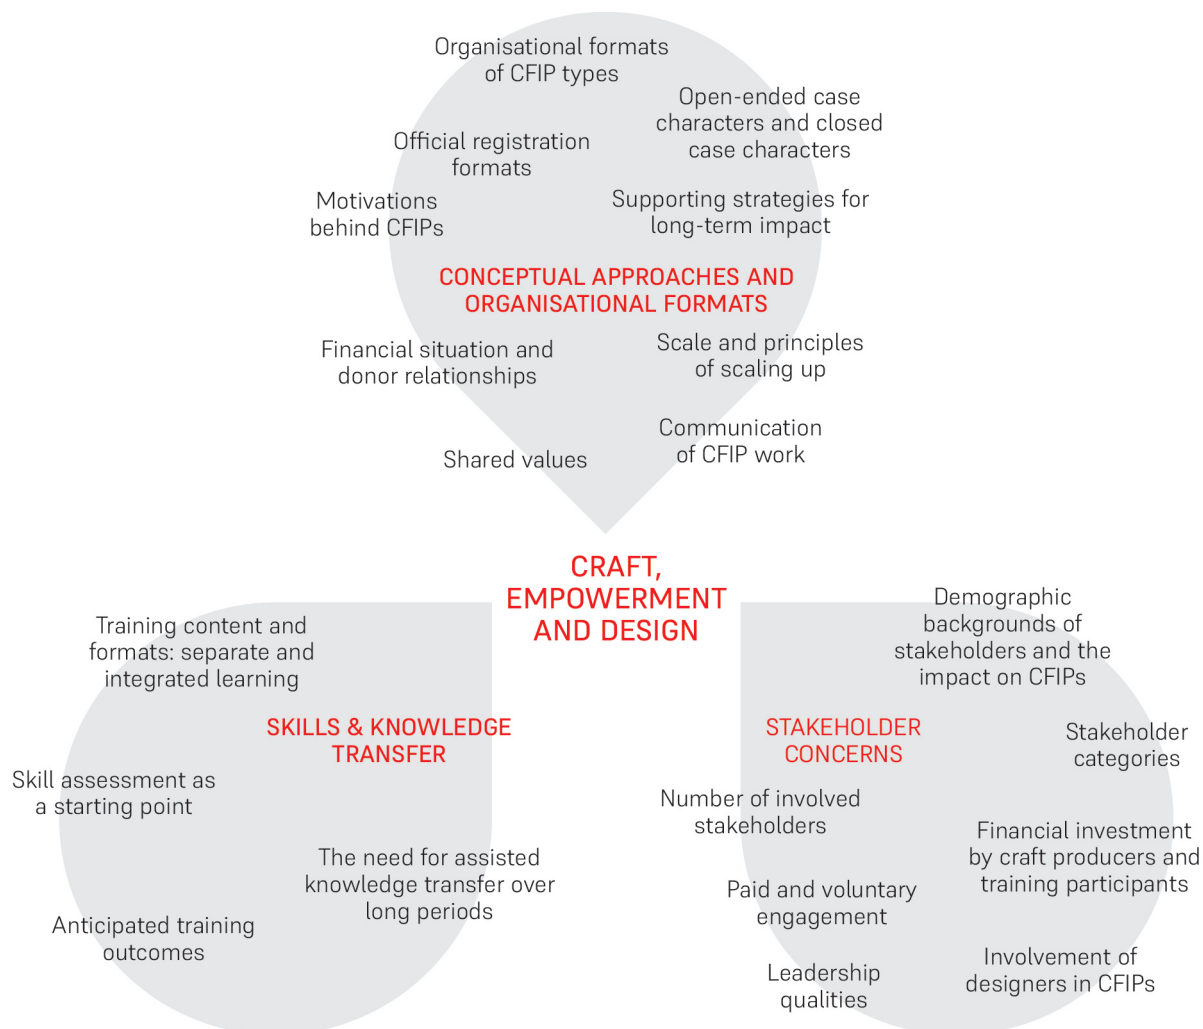 Organisational formats
of CFIP types
Open-ended case
characters and closed
case characters
Official registration
formats
Motivations
behind CFIPs
Supporting strategies for
long-term impact
CONCEPTUAL APPROACHES AND
ORGANISATIONAL FORMATS
Financial situation and
donor relationships
Scale and principles
of scaling up
Shared values
Communication
of CFIP work
CRAFT,
EMPOWERMENT
AND DESIGN
Training content and
formats: separate and
integrated learning
SKILLS & KNOWLEDGE
TRANSFER
Skill assessment as
a starting point
The need for assisted
knowledge transfer over
long periods
Anticipated training
outcomes
Demographic
backgrounds of
stakeholders and the
impact on CFIPs
STAKEHOLDER
CONCERNS
Stakeholder
categories
Number of involved
stakeholders
Financial investment
by craft producers and
training participants
Paid and voluntary
engagement
Leadership
qualities
Involvement of
designers in CFIPs